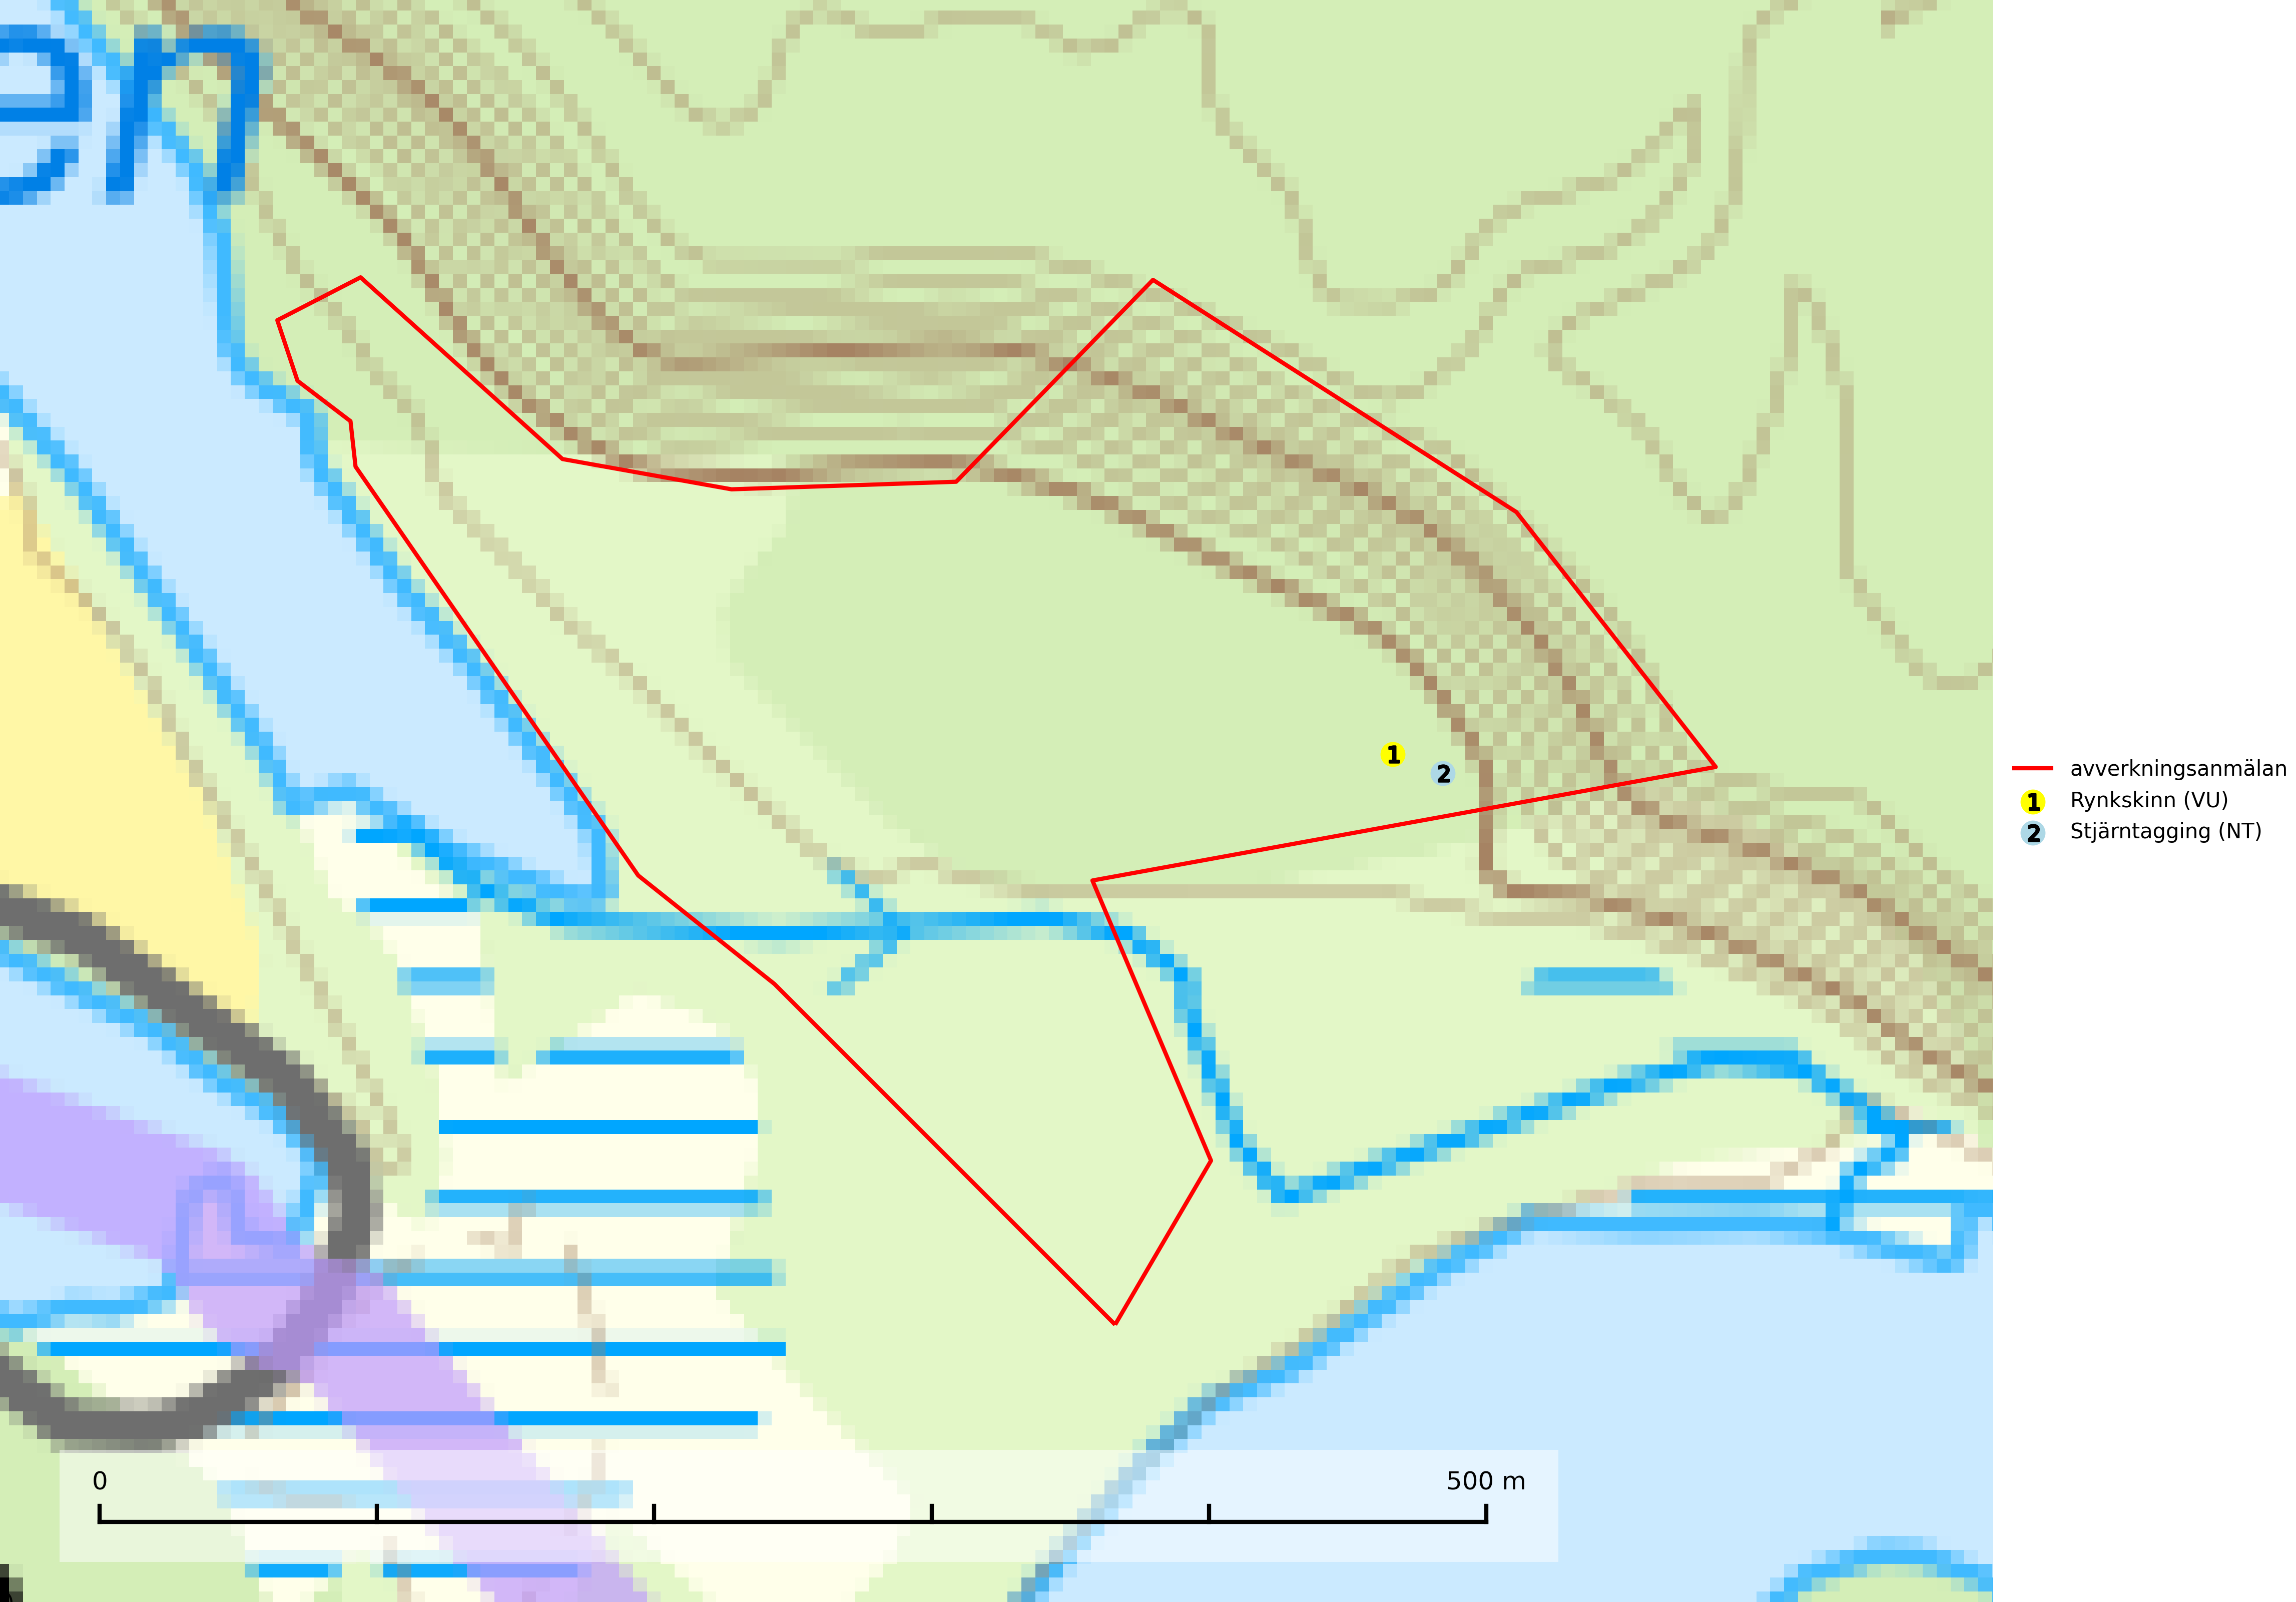 1
2
avverkningsanmälan
1 Rynkskinn (VU)
2 Stjärntagging (NT)
0 500 m